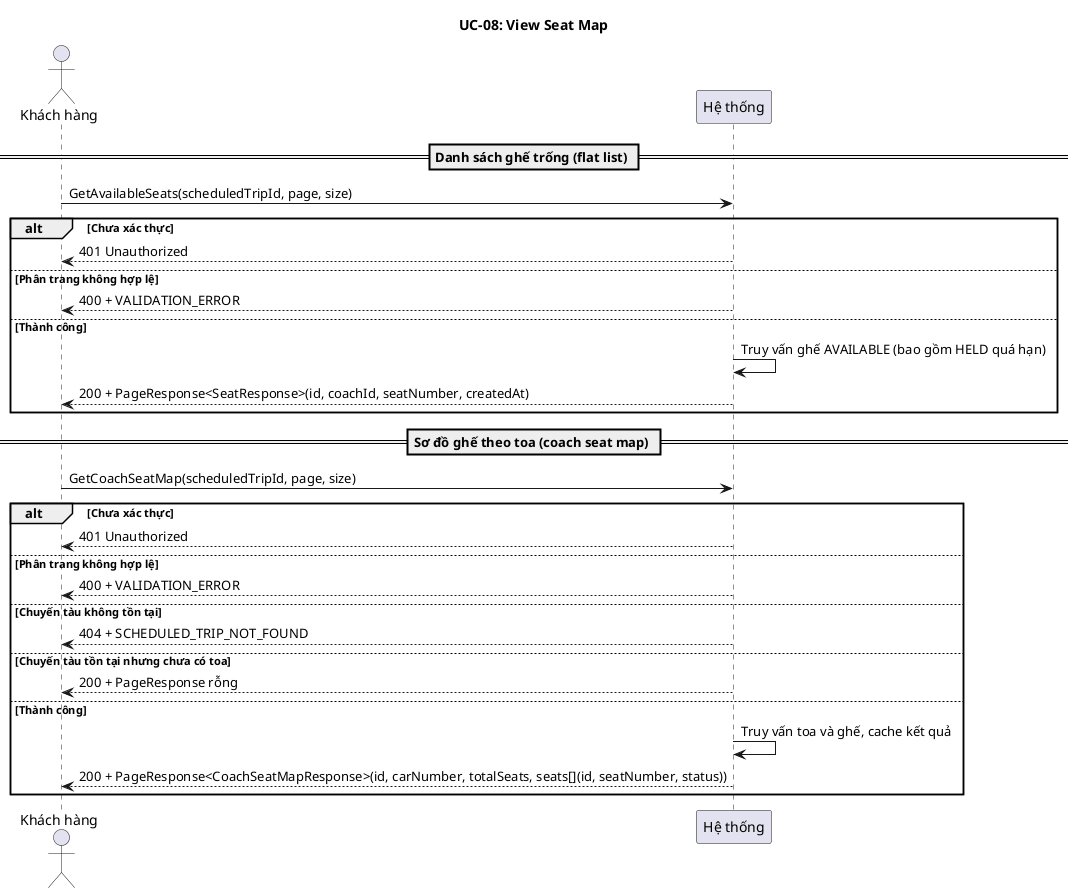 UC-08: View Seat Map
Khách hàng
Hệ thống
Danh sách ghế trống (flat list)
GetAvailableSeats(scheduledTripId, page, size)
alt [Chưa xác thực]
401 Unauthorized
[Phân trang không hợp lệ]
400 + VALIDATION_ERROR
[Thành công]
Truy vấn ghế AVAILABLE (bao gồm HELD quá hạn)
200 + PageResponse<SeatResponse>(id, coachId, seatNumber, createdAt)
Sơ đồ ghế theo toa (coach seat map)
GetCoachSeatMap(scheduledTripId, page, size)
alt [Chưa xác thực]
401 Unauthorized
[Phân trang không hợp lệ]
400 + VALIDATION_ERROR
[Chuyến tàu không tồn tại]
404 + SCHEDULED_TRIP_NOT_FOUND
[Chuyến tàu tồn tại nhưng chưa có toa]
200 + PageResponse rỗng
[Thành công]
Truy vấn toa và ghế, cache kết quả
200 + PageResponse<CoachSeatMapResponse>(id, carNumber, totalSeats, seats[](id, seatNumber, status))
Khách hàng
Hệ thống